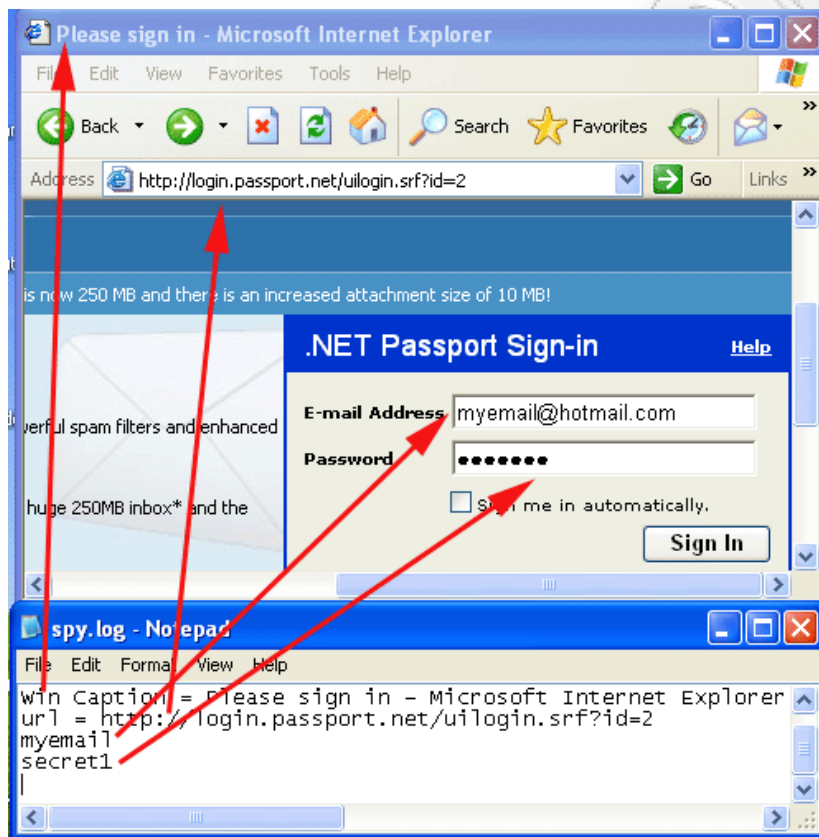 Please sign in - Microsoft Internet Explorer
File Edit View Favorites Tools Help
Back Search Favorites
Address http://login.passport.net/uilogin.srf?id=2 Go Links
is now 250 MB and there is an increased attachment size of 10 MB!
.NET Passport Sign-in Help
E-mail Address myemail@hotmail.com
verful spam filters and enhanced
Password •••••••
huge 250MB inbox* and the
Sign me in automatically.
Sign In
spy.log - Notepad
File Edit Format View Help
Win Caption = Please sign in - Microsoft Internet Explorer
url = http://login.passport.net/uilogin.srf?id=2
myemail
secret1